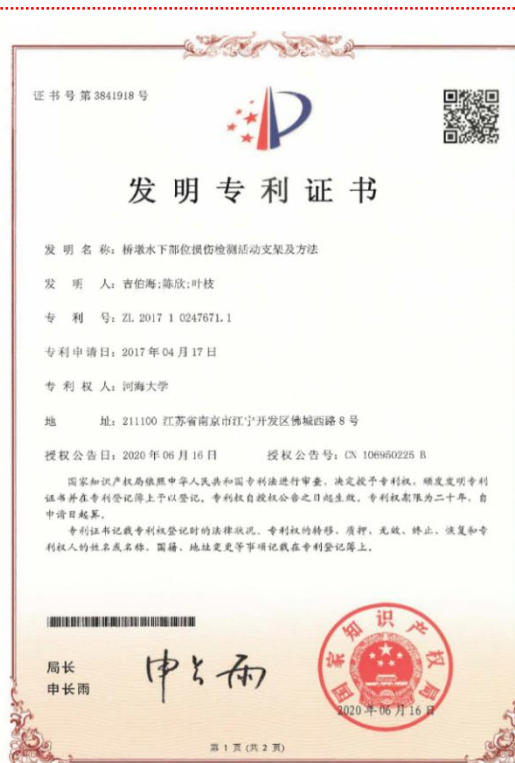 证书号第3841918号
发明专利证书
发 明 名 称：桥墩水下部位损伤检测活动支架及方法
发 明 人：吉伯海;陈欣;叶枝
专 利 号：ZL 2017 1 0247671.1
专利申请日：2017年04月17日
专 利 权 人：河海大学
地 址：211100 江苏省南京市江宁开发区佛城西路8号
授权公告日：2020年06月16日 授权公告号：CN 106950225 B
国家知识产权局依照中华人民共和国专利法进行审查，决定授予专利权，颁发发明专利
证书并在专利登记簿上予以登记。专利权自授权公告之日起生效。专利权期限为二十年，自
申请日起算。
专利证书记载专利权登记时的法律状况。专利权的转移、质押、无效、终止、恢复和专
利权人的姓名或名称、国籍、地址变更等事项记载在专利登记簿上。
局长
申长雨
申长雨
国家知识产权局
2020年06月16日
第 1 页 (共 2 页)